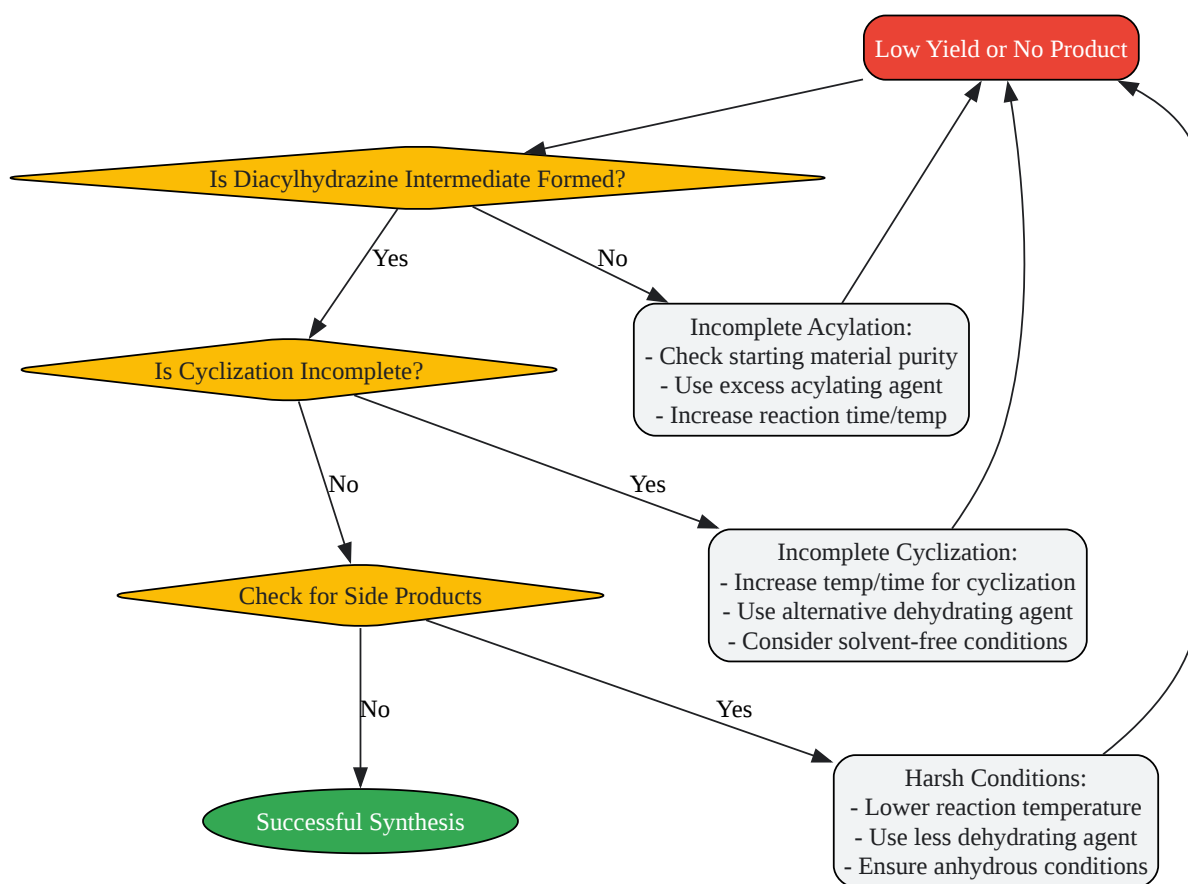 Low Yield or No Product
Is Diacylhydrazine Intermediate Formed?
Yes
No
Incomplete Acylation:
- Check starting material purity
- Use excess acylating agent
- Increase reaction time/temp
Is Cyclization Incomplete?
No
Yes
Incomplete Cyclization:
- Increase temp/time for cyclization
- Use alternative dehydrating agent
- Consider solvent-free conditions
Check for Side Products
No
Yes
Harsh Conditions:
- Lower reaction temperature
- Use less dehydrating agent
- Ensure anhydrous conditions
Successful Synthesis